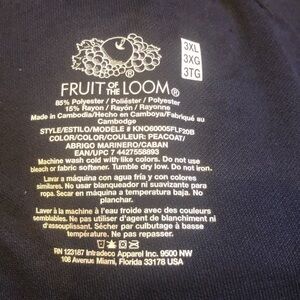 3XL
3XG
3TG
FRUIT OF THE LOOM®
85% Polyester / Poliéster / Polyester
15% Rayon / Rayón / Rayonne
Made in Cambodia/Hecho en Camboya/Fabriqué au
Cambodge
STYLE/ESTILO/MODELE # KNO60005FLF20B
COLOR/COLOR/COULEUR: PEACOAT/
ABRIGO MARINERO/CABAN
EAN/UPC 7 4427558893
Machine wash cold with like colors. Do not use
bleach or fabric softener. Tumble dry low. Do not iron.
Lavar a máquina con agua fría y con colores
similares. No usar blanqueador ni suavizante para
ropa. Secar en máquina a temperatura baja. No
planchar.
Laver à la machine à l'eau froide avec des couleurs
semblables. Ne pas utiliser d'agent de blanchiment ni
d'assouplissant. Sécher par culbutage à basse
température. Ne pas repasser.
RN 123187 Intradeco Apparel Inc. 9500 NW
108 Avenue Miami, Florida 33178 USA